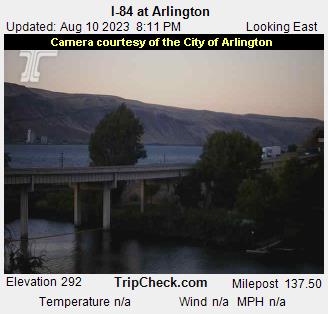 I-84 at Arlington
Updated: Aug 10 2023 8:11 PM Looking East
Camera courtesy of the City of Arlington
Elevation 292 TripCheck.com Milepost 137.50
Temperature n/a Wind n/a MPH n/a